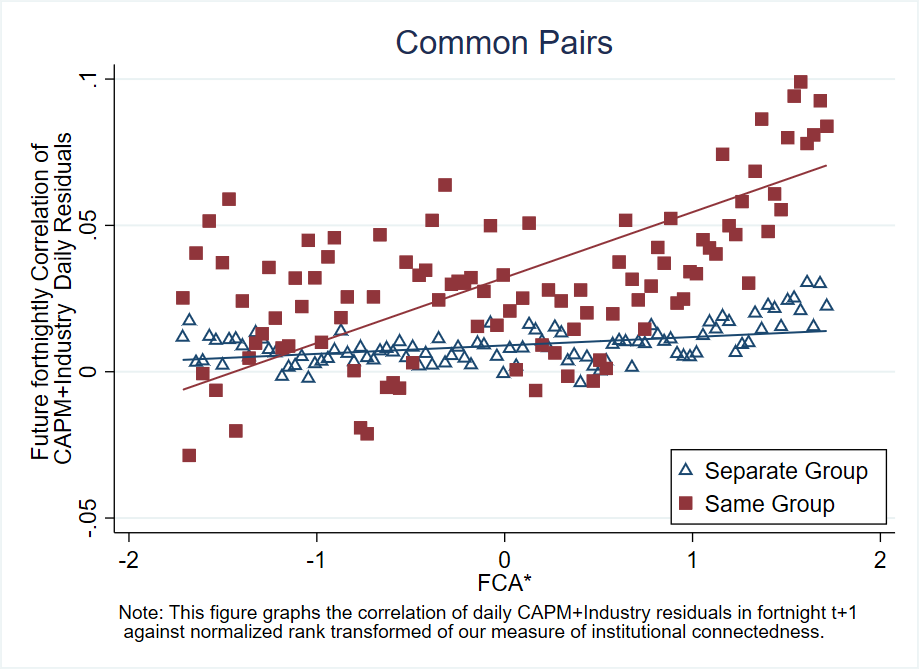 Common Pairs
Future fortnightly Correlation of
CAPM+Industry Daily Residuals
.1
.05
0
-.05
-2
-1
0
1
2
FCA*
Separate Group
Same Group
Note: This figure graphs the correlation of daily CAPM+Industry residuals in fortnight t+1
against normalized rank transformed of our measure of institutional connectedness.